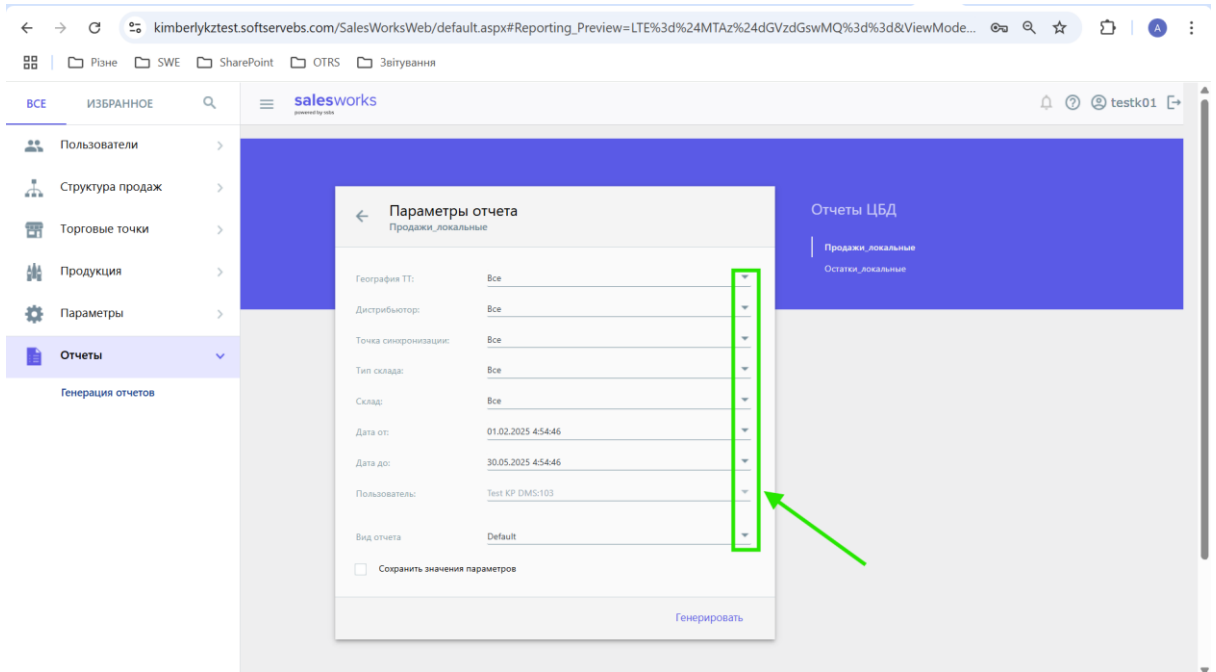 kimberlykztest.softservebs.com/SalesWorksWeb/default.aspx#Reporting_Preview=LTE%3d%24MTAz%24dGVzdGswMQ%3d%3d&ViewMode...
A
Різне SWE SharePoint OTRS Звітування
ВСЕ ИЗБРАННОЕ
salesworks
testk01
Пользователи
Структура продаж
Торговые точки
Продукция
Параметры
Отчеты
Генерация отчетов
Параметры отчета
Продажи_локальные
География ТТ: Все
Дистрибьютор: Все
Точка синхронизации: Все
Тип склада: Все
Склад: Все
Дата от: 01.02.2025 4:54:46
Дата до: 30.05.2025 4:54:46
Пользователь: Test KP DMS:103
Вид отчета Default
Сохранить значения параметров
Генерировать
Отчеты ЦБД
Продажи_локальные
Остатки_локальные